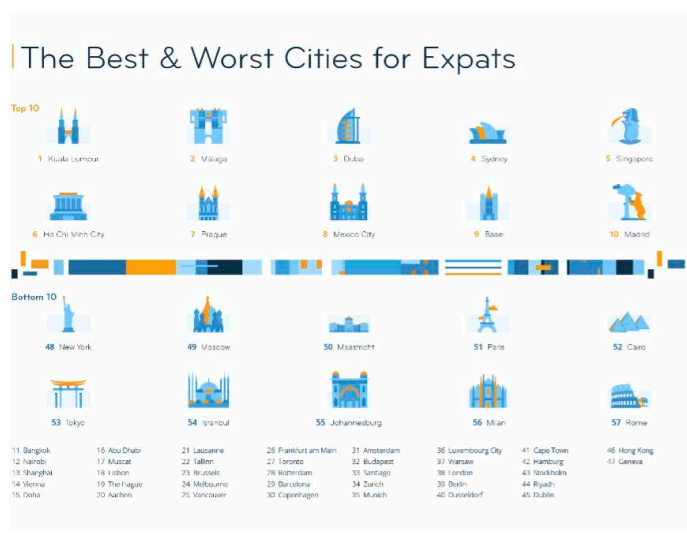 The Best & Worst Cities for Expats
Top 10
1 Kuala Lumpur
2 Málaga
3 Dubai
4 Sydney
5 Singapore
6 Ho Chi Minh City
7 Prague
8 Mexico City
9 Basel
10 Madrid
Bottom 10
48 New York
49 Moscow
50 Maastricht
51 Paris
52 Cairo
53 Tokyo
54 Istanbul
55 Johannesburg
56 Milan
57 Rome
11 Bangkok
12 Nairobi
13 Shanghai
14 Vienna
15 Doha
16 Abu Dhabi
17 Muscat
18 Lisbon
19 The Hague
20 Aachen
21 Lausanne
22 Tallinn
23 Brussels
24 Melbourne
25 Vancouver
26 Frankfurt am Main
27 Toronto
28 Rotterdam
29 Barcelona
30 Copenhagen
31 Amsterdam
32 Budapest
33 Santiago
34 Zurich
35 Munich
36 Luxembourg City
37 Warsaw
38 London
39 Berlin
40 Dusseldorf
41 Cape Town
42 Hamburg
43 Stockholm
44 Riyadh
45 Dublin
46 Hong Kong
47 Geneva